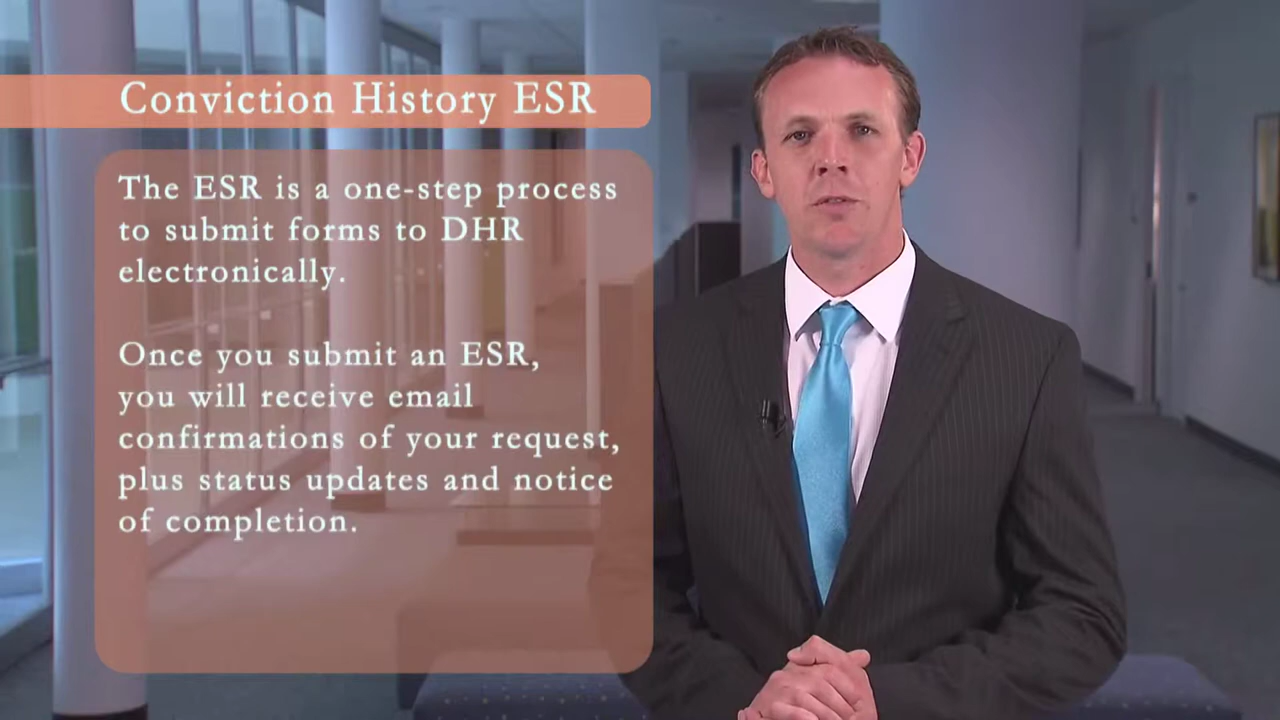 Conviction History ESR
The ESR is a one-step process
to submit forms to DHR
electronically.
Once you submit an ESR,
you will receive email
confirmations of your request,
plus status updates and notice
of completion.